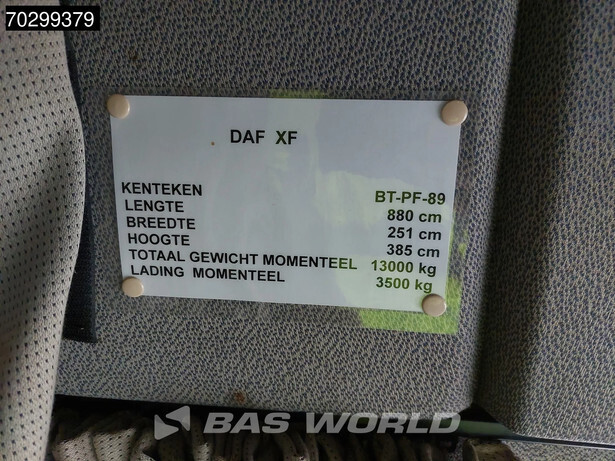 70299379
DAF XF
KENTEKEN BT-PF-89
LENGTE 880 cm
BREEDTE 251 cm
HOOGTE 385 cm
TOTAAL GEWICHT MOMENTEEL 13000 kg
LADING MOMENTEEL 3500 kg
BAS WORLD